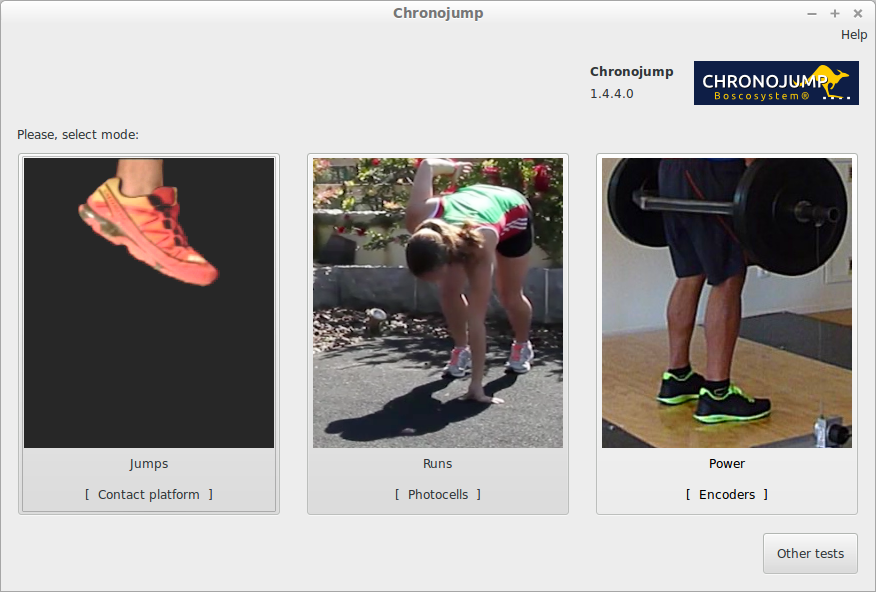 Chronojump
Help
Chronojump
1.4.4.0
CHRONOJUMP
Boscosystem®
Please, select mode:
Jumps
[ Contact platform ]
Runs
[ Photocells ]
Power
[ Encoders ]
Other tests